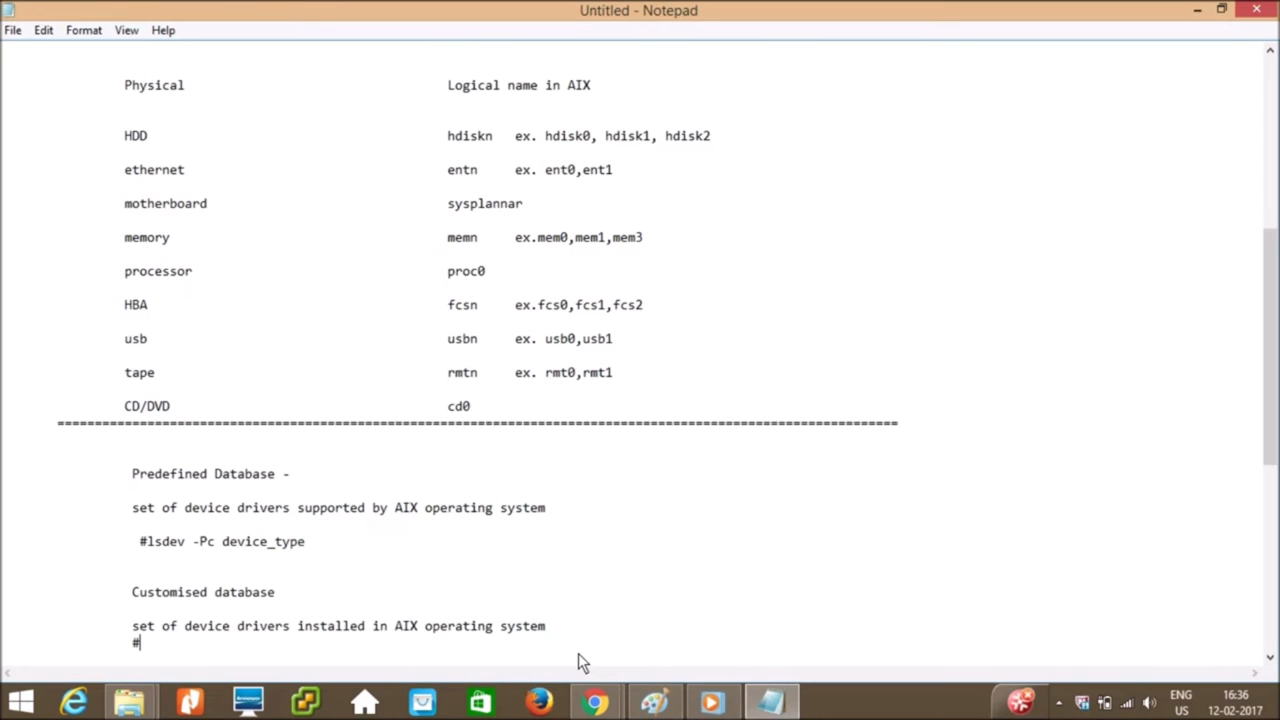 Untitled - Notepad
File Edit Format View Help
Physical Logical name in AIX
HDD hdiskn ex. hdisk0, hdisk1, hdisk2
ethernet entn ex. ent0,ent1
motherboard sysplannar
memory memn ex.mem0,mem1,mem3
processor proc0
HBA fcsn ex.fcs0,fcs1,fcs2
usb usbn ex. usb0,usb1
tape rmtn ex. rmt0,rmt1
CD/DVD cd0
================================================================================================================
Predefined Database -
set of device drivers supported by AIX operating system
#lsdev -Pc device_type
Customised database
set of device drivers installed in AIX operating system
#
ENG 16:36
US 12-02-2017